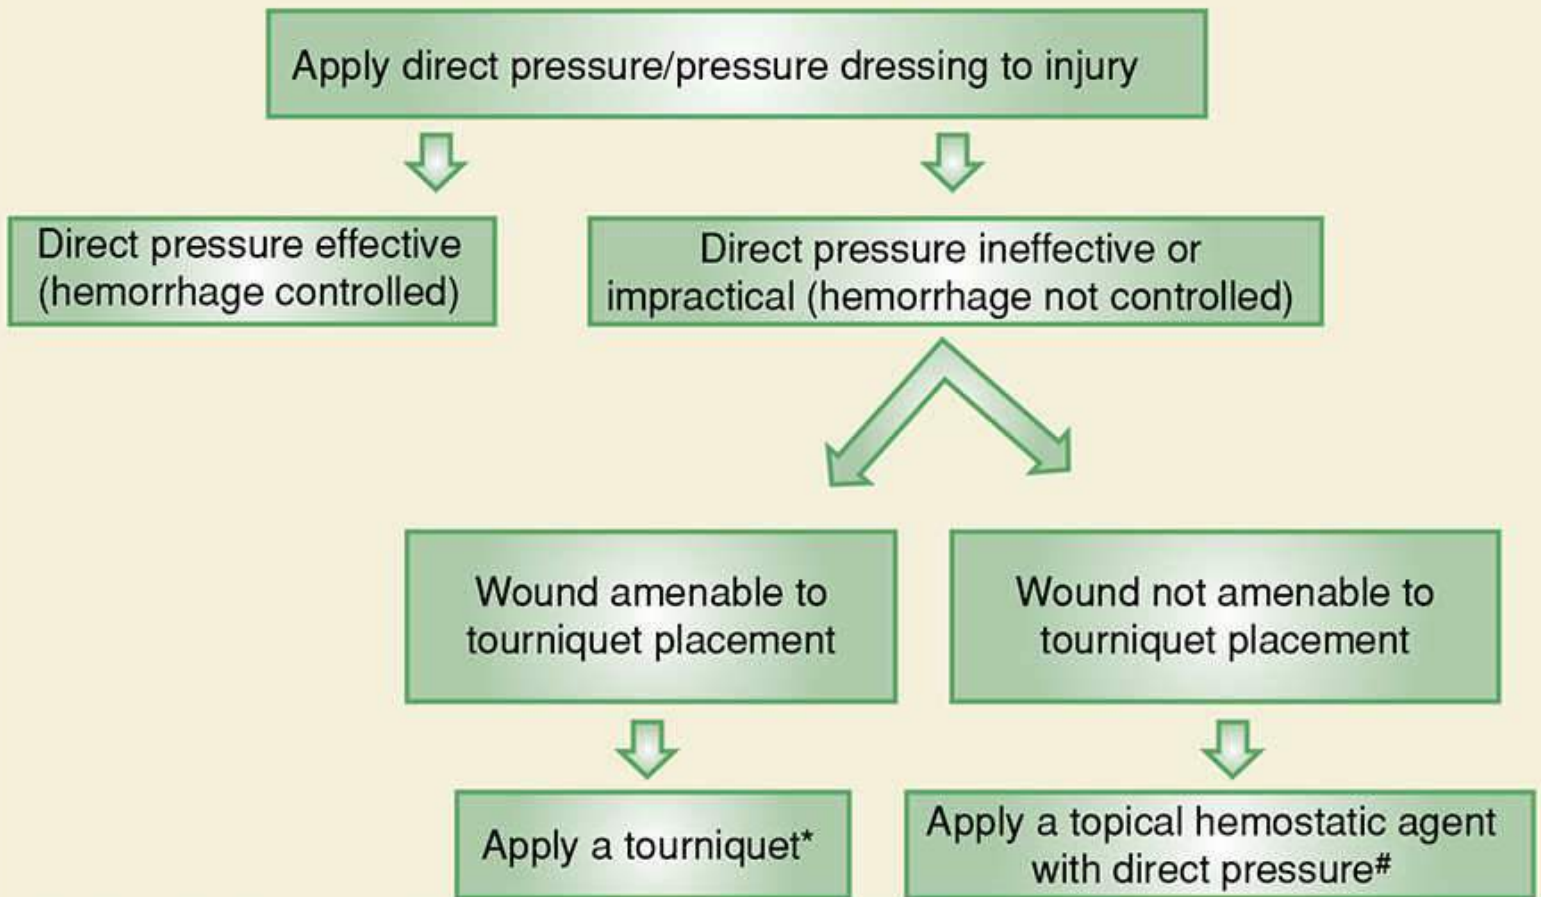 Apply direct pressure/pressure dressing to injury
Direct pressure effective
(hemorrhage controlled)
Direct pressure ineffective or
impractical (hemorrhage not controlled)
Wound amenable to
tourniquet placement
Wound not amenable to
tourniquet placement
Apply a tourniquet*
Apply a topical hemostatic agent
with direct pressure#